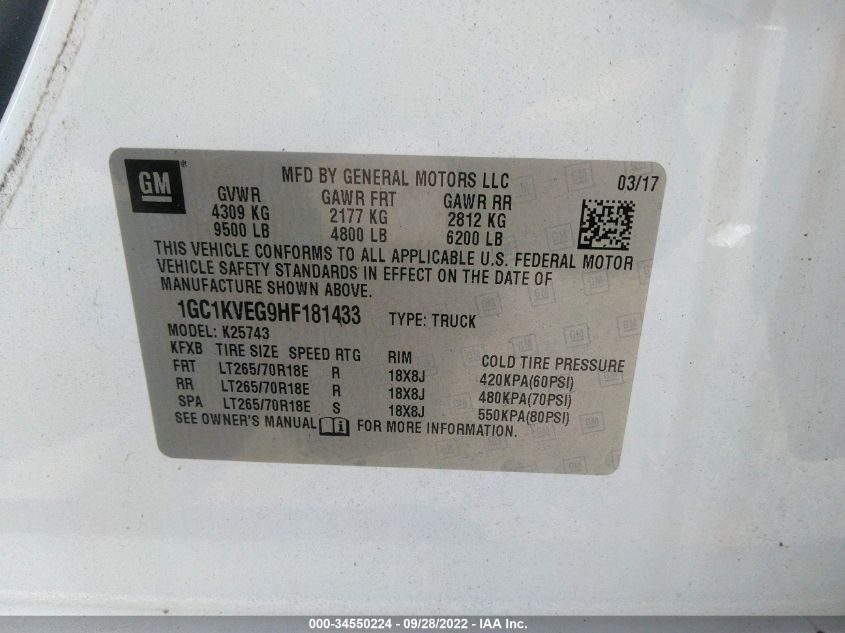 GM®
MFD BY GENERAL MOTORS LLC
03/17
GVWR GAWR FRT GAWR RR
4309 KG 2177 KG 2812 KG
9500 LB 4800 LB 6200 LB
THIS VEHICLE CONFORMS TO ALL APPLICABLE U.S. FEDERAL MOTOR
VEHICLE SAFETY STANDARDS IN EFFECT ON THE DATE OF
MANUFACTURE SHOWN ABOVE.
1GC1KVEG9HF181433 TYPE: TRUCK
MODEL: K25743
KFXB TIRE SIZE SPEED RTG RIM COLD TIRE PRESSURE
FRT LT265/70R18E R 18X8J 420KPA(60PSI)
RR LT265/70R18E R 18X8J 480KPA(70PSI)
SPA LT265/70R18E S 18X8J 550KPA(80PSI)
SEE OWNER'S MANUAL FOR MORE INFORMATION.
000-34550224 - 09/28/2022 - IAA Inc.